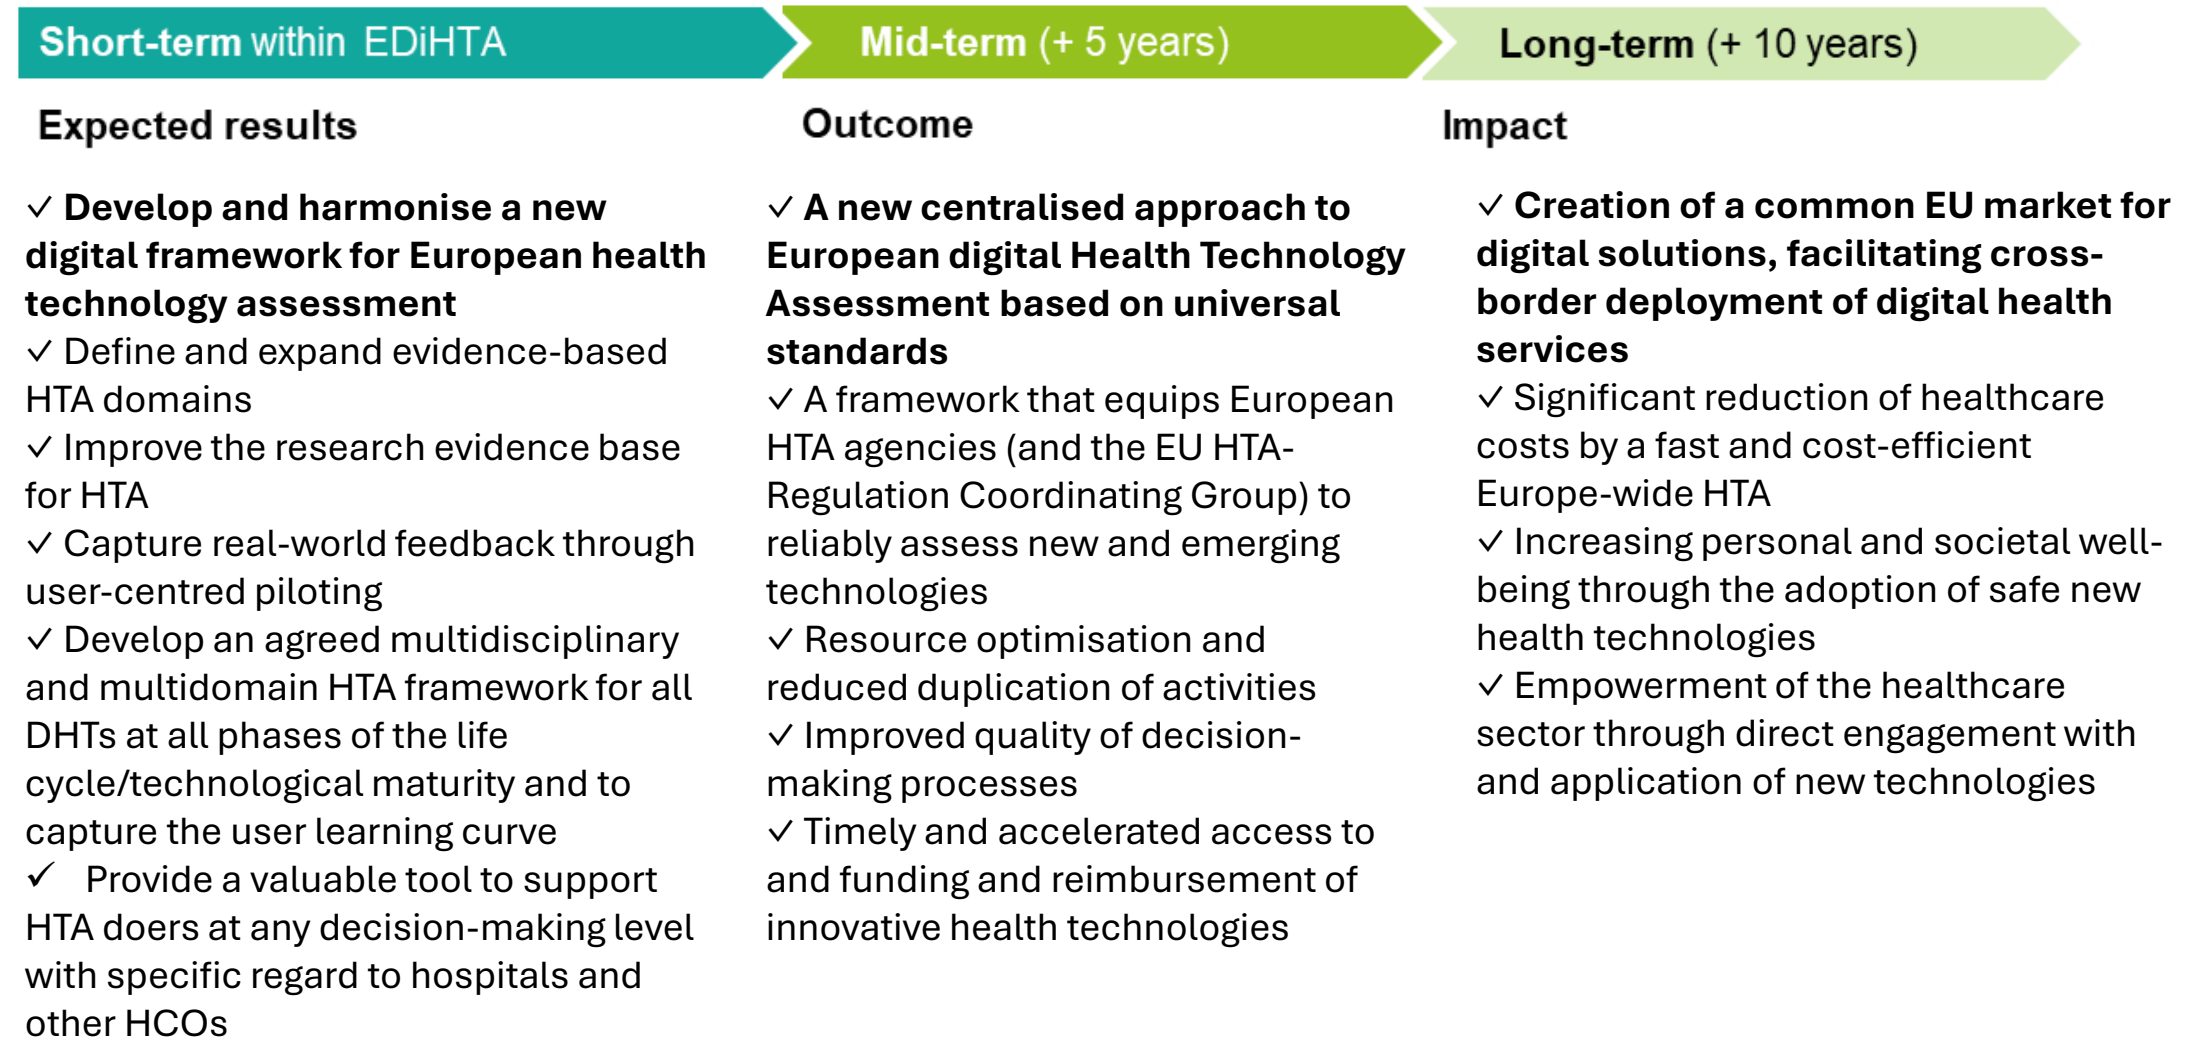 Short-term within EDiHTA
Mid-term (+ 5 years)
Long-term (+ 10 years)
Expected results
✓ Develop and harmonise a new
digital framework for European health
technology assessment
✓ Define and expand evidence-based
HTA domains
✓ Improve the research evidence base
for HTA
✓ Capture real-world feedback through
user-centred piloting
✓ Develop an agreed multidisciplinary
and multidomain HTA framework for all
DHTs at all phases of the life
cycle/technological maturity and to
capture the user learning curve
✓ Provide a valuable tool to support
HTA doers at any decision-making level
with specific regard to hospitals and
other HCOs
Outcome
✓ A new centralised approach to
European digital Health Technology
Assessment based on universal
standards
✓ A framework that equips European
HTA agencies (and the EU HTA-
Regulation Coordinating Group) to
reliably assess new and emerging
technologies
✓ Resource optimisation and
reduced duplication of activities
✓ Improved quality of decision-
making processes
✓ Timely and accelerated access to
and funding and reimbursement of
innovative health technologies
Impact
✓ Creation of a common EU market for
digital solutions, facilitating cross-
border deployment of digital health
services
✓ Significant reduction of healthcare
costs by a fast and cost-efficient
Europe-wide HTA
✓ Increasing personal and societal well-
being through the adoption of safe new
health technologies
✓ Empowerment of the healthcare
sector through direct engagement with
and application of new technologies